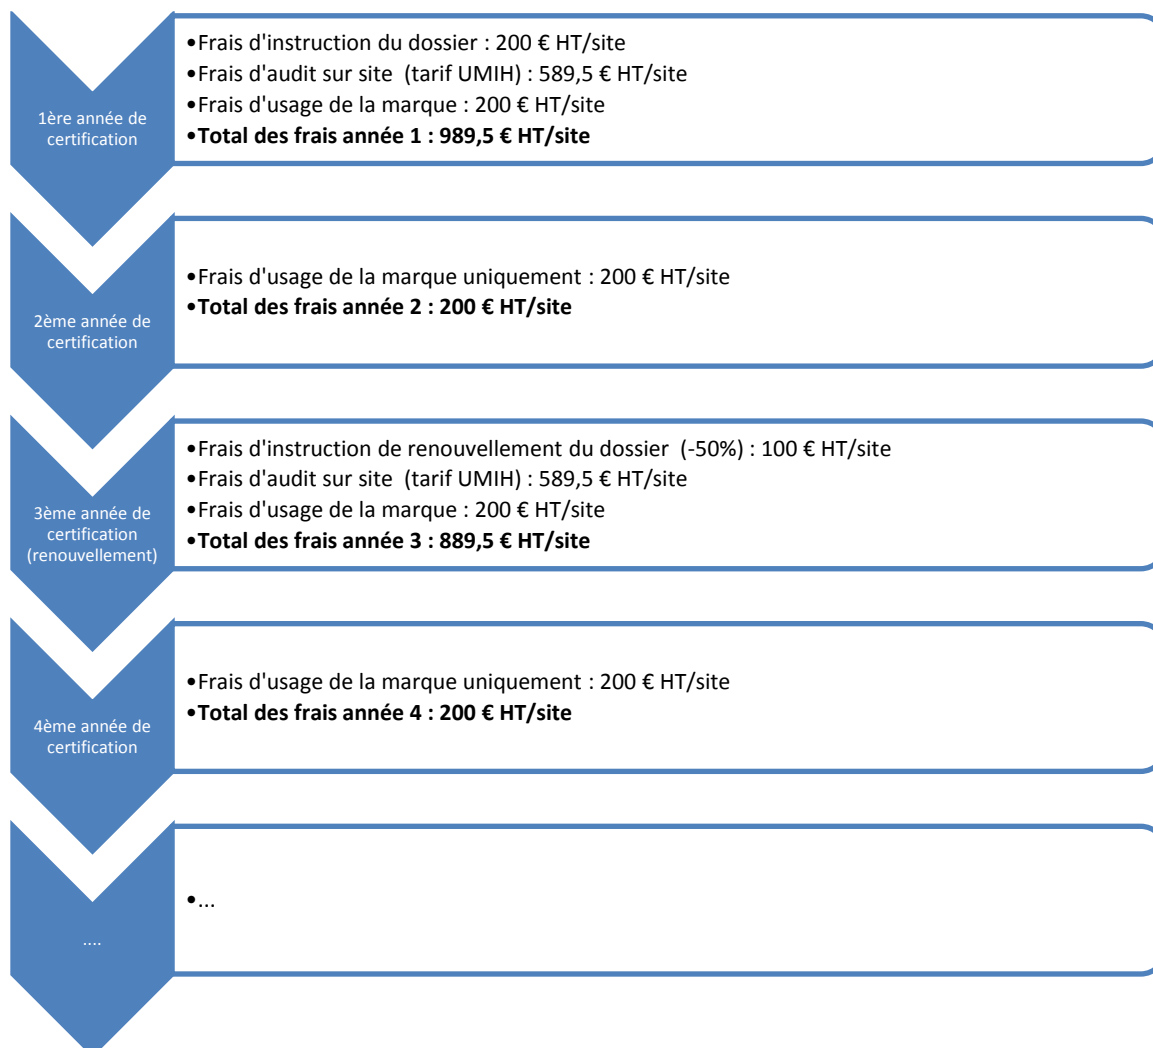 1ère année de
certification
•Frais d'instruction du dossier : 200 € HT/site
•Frais d'audit sur site  (tarif UMIH) : 589,5 € HT/site
•Frais d'usage de la marque : 200 € HT/site
•Total des frais année 1 : 989,5 € HT/site
2ème année de
certification
•Frais d'usage de la marque uniquement : 200 € HT/site
•Total des frais année 2 : 200 € HT/site
3ème année de
certification
(renouvellement)
•Frais d'instruction de renouvellement du dossier  (-50%) : 100 € HT/site
•Frais d'audit sur site  (tarif UMIH) : 589,5 € HT/site
•Frais d'usage de la marque : 200 € HT/site
•Total des frais année 3 : 889,5 € HT/site
4ème année de
certification
•Frais d'usage de la marque uniquement : 200 € HT/site
•Total des frais année 4 : 200 € HT/site
....
•...